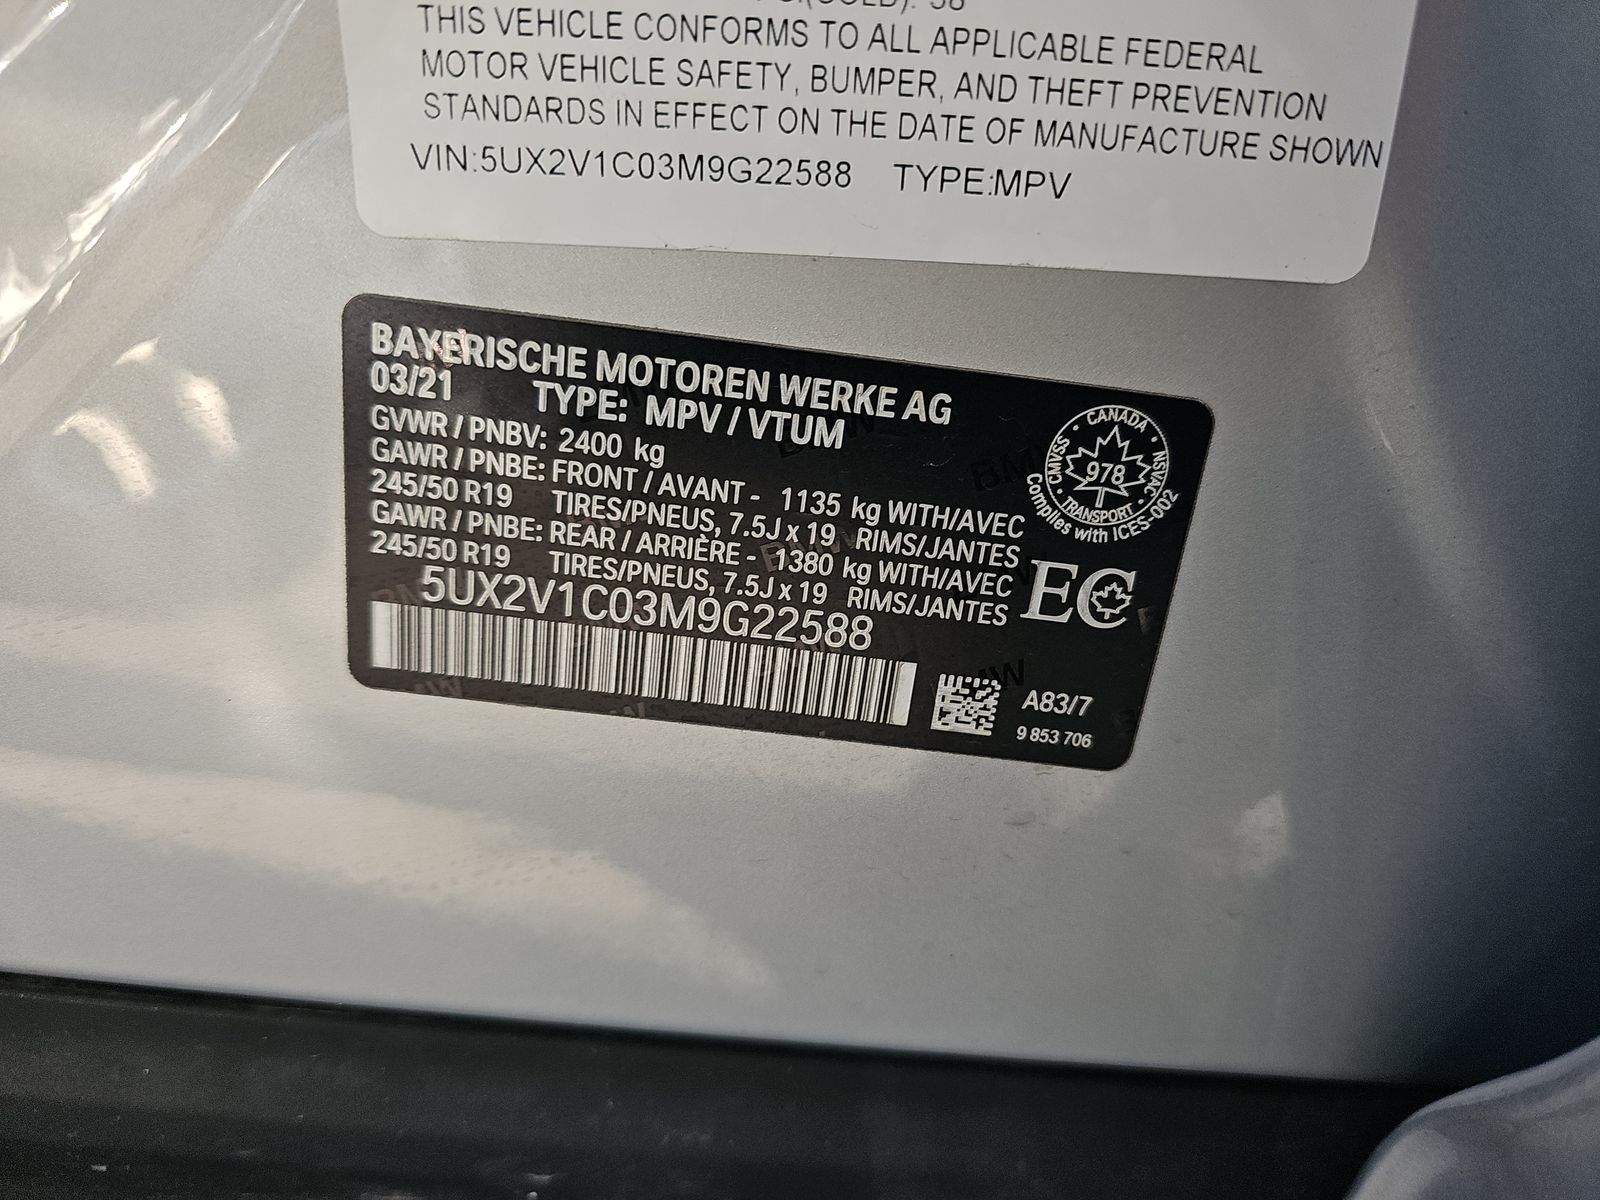 THIS VEHICLE CONFORMS TO ALL APPLICABLE FEDERAL
MOTOR VEHICLE SAFETY, BUMPER, AND THEFT PREVENTION
STANDARDS IN EFFECT ON THE DATE OF MANUFACTURE SHOWN
VIN:5UX2V1C03M9G22588 TYPE:MPV
BAYERISCHE MOTOREN WERKE AG
03/21 TYPE: MPV / VTUM
GVWR / PNBV: 2400 kg
GAWR / PNBE: FRONT / AVANT - 1135 kg WITH/AVEC
245/50 R19 TIRES/PNEUS, 7.5J x 19 RIMS/JANTES
GAWR / PNBE: REAR / ARRIÈRE - 1380 kg WITH/AVEC
245/50 R19 TIRES/PNEUS, 7.5J x 19 RIMS/JANTES
5UX2V1C03M9G22588
CANADA
CMVSS
978
NSVAC
TRANSPORT
Complies with ICES-002
EC
A83/7
9 853 706